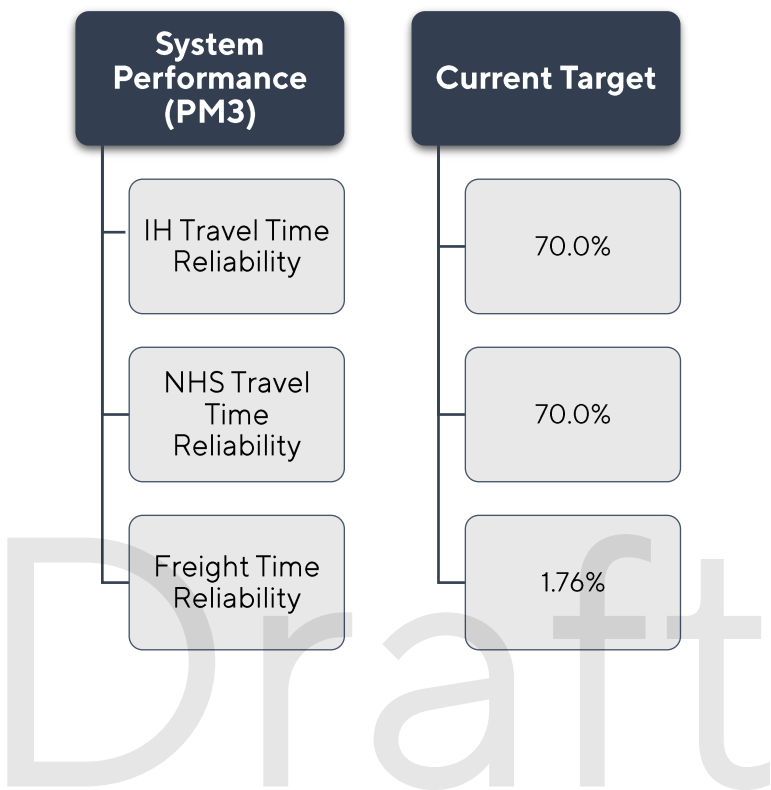 System
Performance
(PM3)
Current Target
IH Travel Time
Reliability
70.0%
NHS Travel
Time
Reliability
70.0%
Freight Time
Reliability
1.76%
Draft